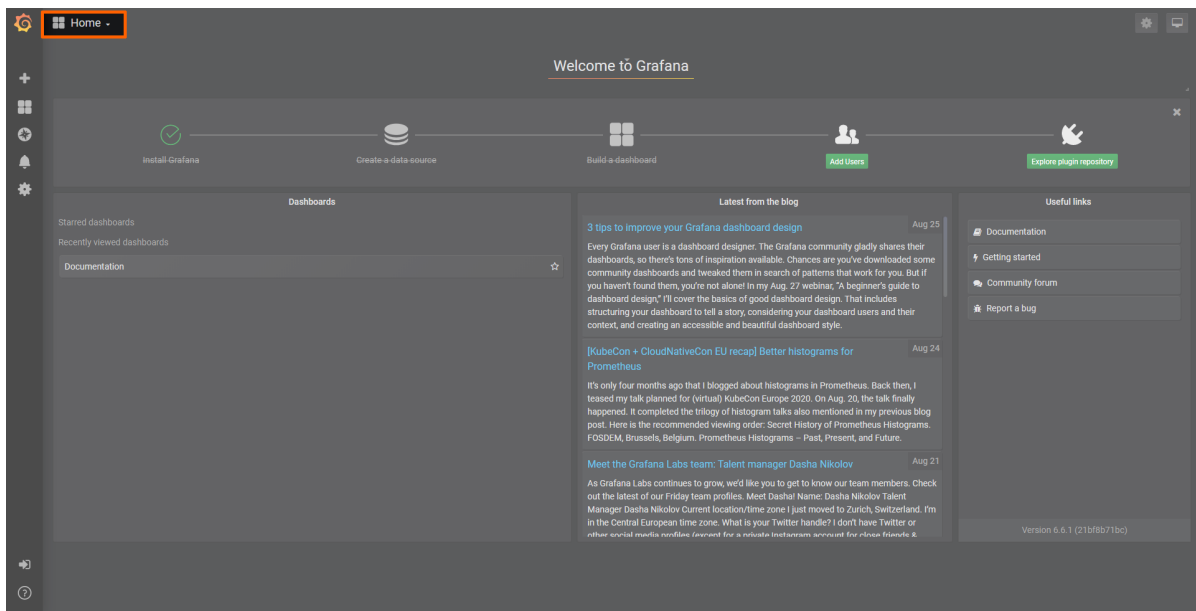 Home
Welcome to Grafana
Install Grafana
Create a data source
Build a dashboard
Add Users
Explore plugin repository
Dashboards
Starred dashboards
Recently viewed dashboards
Documentation
Latest from the blog
3 tips to improve your Grafana dashboard design
Aug 25
Every Grafana user is a dashboard designer. The Grafana community gladly shares their
dashboards, so there's tons of inspiration available. Chances are you've downloaded some
community dashboards and tweaked them in search of patterns that work for you. But if
you haven't found them, you're not alone! In my Aug. 27 webinar, "A beginner's guide to
dashboard design," I'll cover the basics of good dashboard design. That includes
structuring your dashboard to tell a story, considering your dashboard users and their
context, and creating an accessible and beautiful dashboard style.
[KubeCon + CloudNativeCon EU recap] Better histograms for
Prometheus
Aug 24
It's only four months ago that I blogged about histograms in Prometheus. Back then, I
teased my talk planned for (virtual) KubeCon Europe 2020. On Aug. 20, the talk finally
happened. It completed the trilogy of histogram talks also mentioned in my previous blog
post. Here is the recommended viewing order: Secret History of Prometheus Histograms.
FOSDEM, Brussels, Belgium. Prometheus Histograms – Past, Present, and Future.
Meet the Grafana Labs team: Talent manager Dasha Nikolov
Aug 21
As Grafana Labs continues to grow, we'd like you to get to know our team members. Check
out the latest of our Friday team profiles. Meet Dasha! Name: Dasha Nikolov Talent
Manager Dasha Nikolov Current location/time zone I just moved to Zurich, Switzerland. I'm
in the Central European time zone. What is your Twitter handle? I don't have Twitter or
other social media profiles (except for a private Instagram account for close friends &
Useful links
Documentation
Getting started
Community forum
Report a bug
Version 6.6.1 (21bf8b71bc)